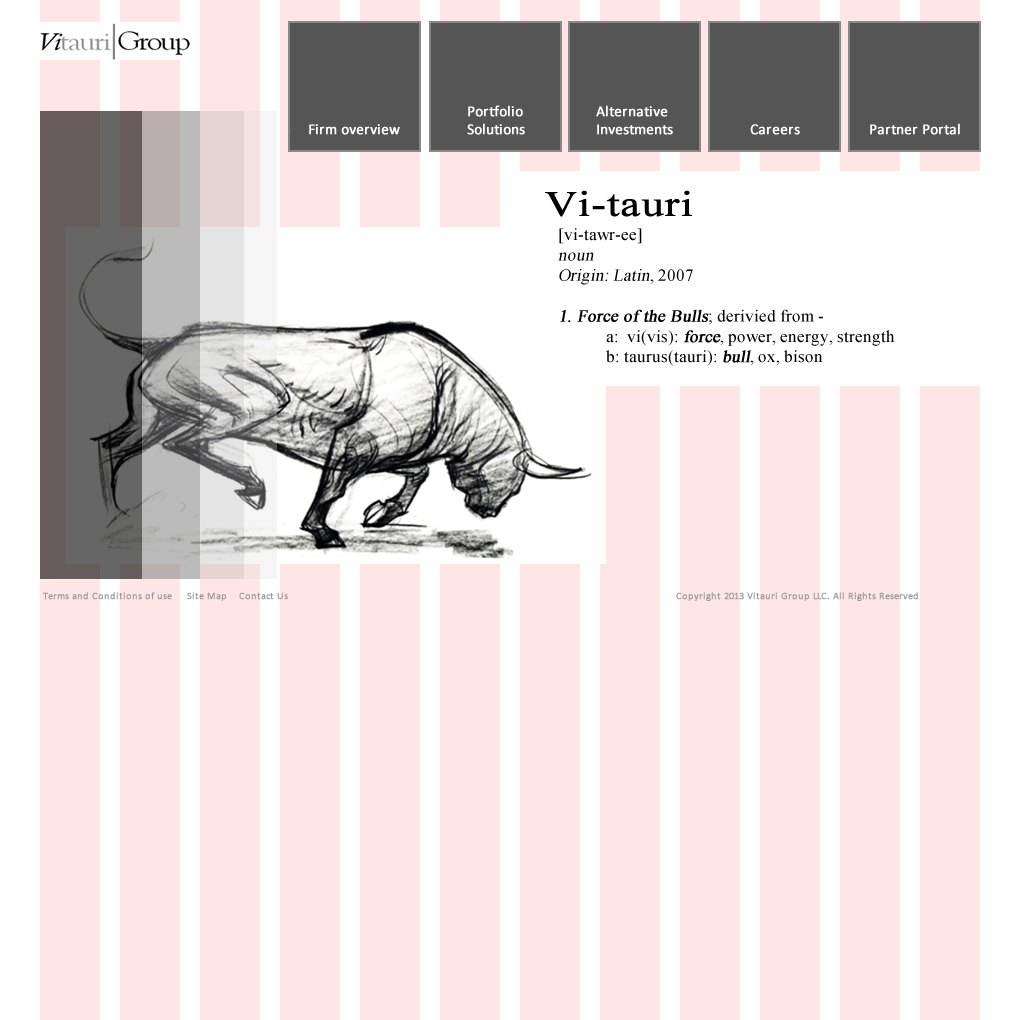 Vitauri|Group
Firm overview
Portfolio
Solutions
Alternative
Investments
Careers
Partner Portal
Vi-tauri
[vi-tawr-ee]
noun
Origin: Latin, 2007
1. Force of the Bulls; derivied from -
a: vi(vis): force, power, energy, strength
b: taurus(tauri): bull, ox, bison
Terms and Conditions of use Site Map Contact Us
Copyright 2013 Vitauri Group LLC. All Rights Reserved